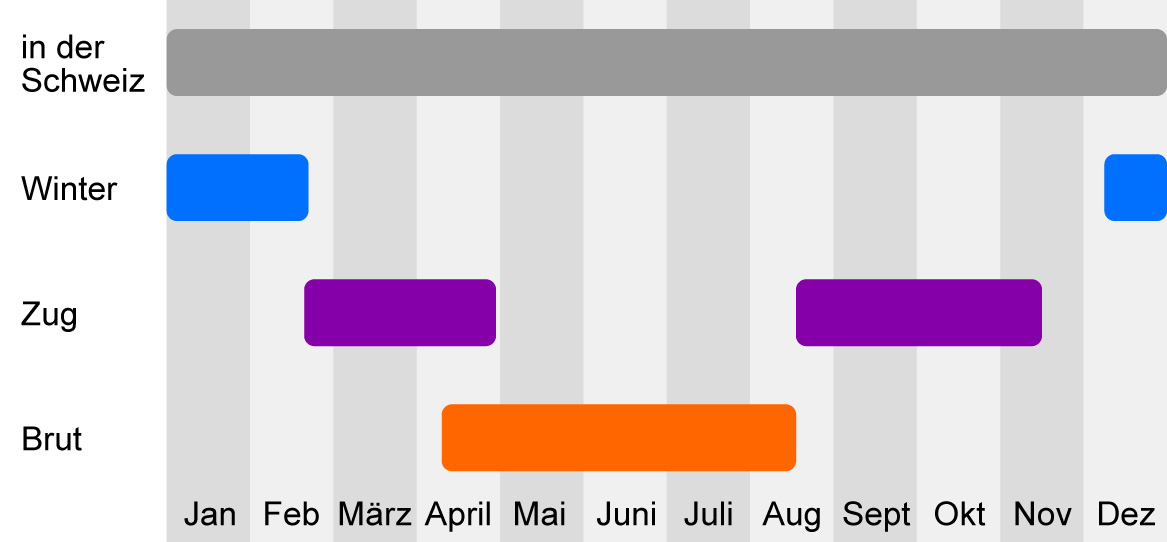 in der
Schweiz
Winter
Zug
Brut
Jan Feb März April Mai Juni Juli Aug Sept Okt Nov Dez